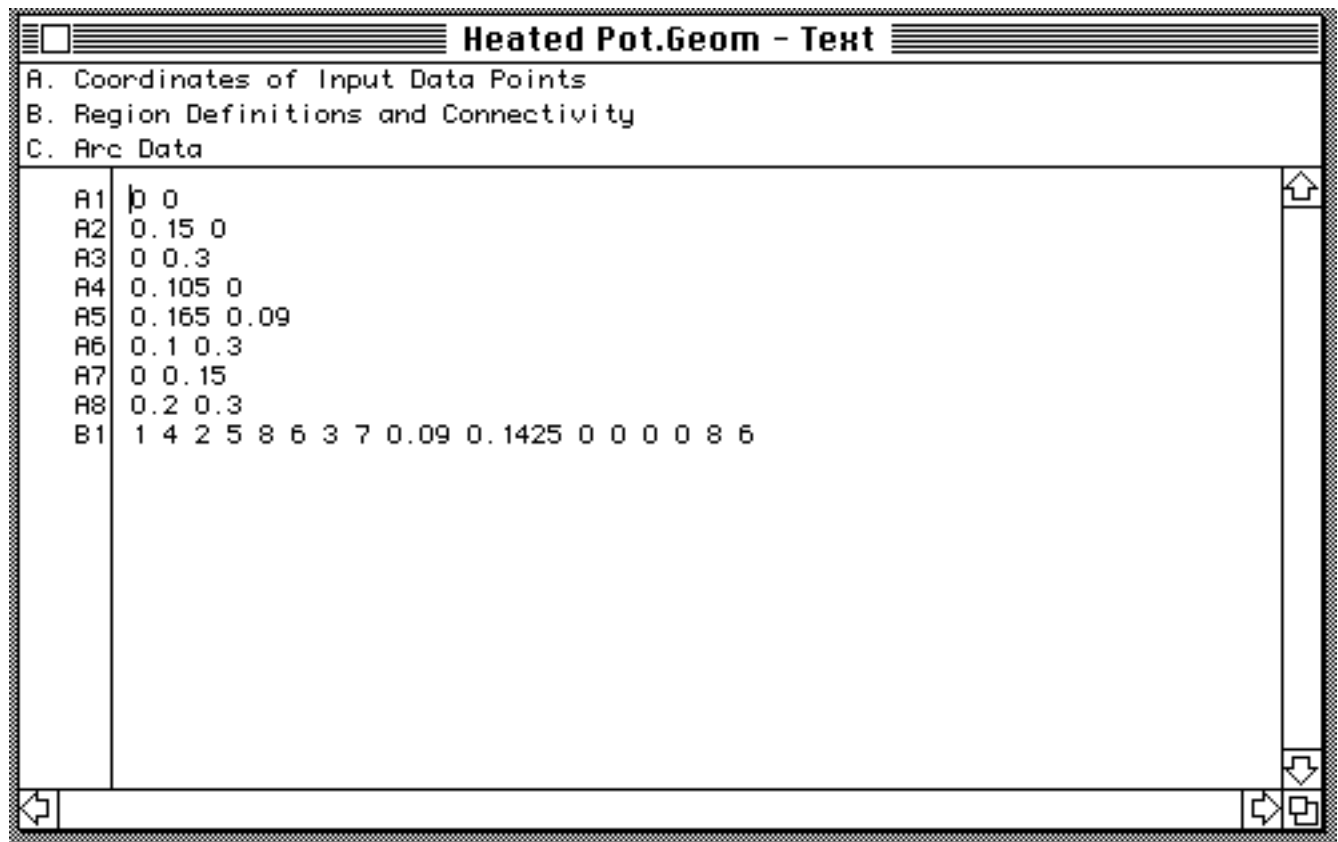 Heated Pot.Geom - Text
A. Coordinates of Input Data Points
B. Region Definitions and Connectivity
C. Arc Data
A1 0 0
A2 0.15 0
A3 0 0.3
A4 0.105 0
A5 0.165 0.09
A6 0.1 0.3
A7 0 0.15
A8 0.2 0.3
B1 1 4 2 5 8 6 3 7 0.09 0.1425 0 0 0 0 8 6